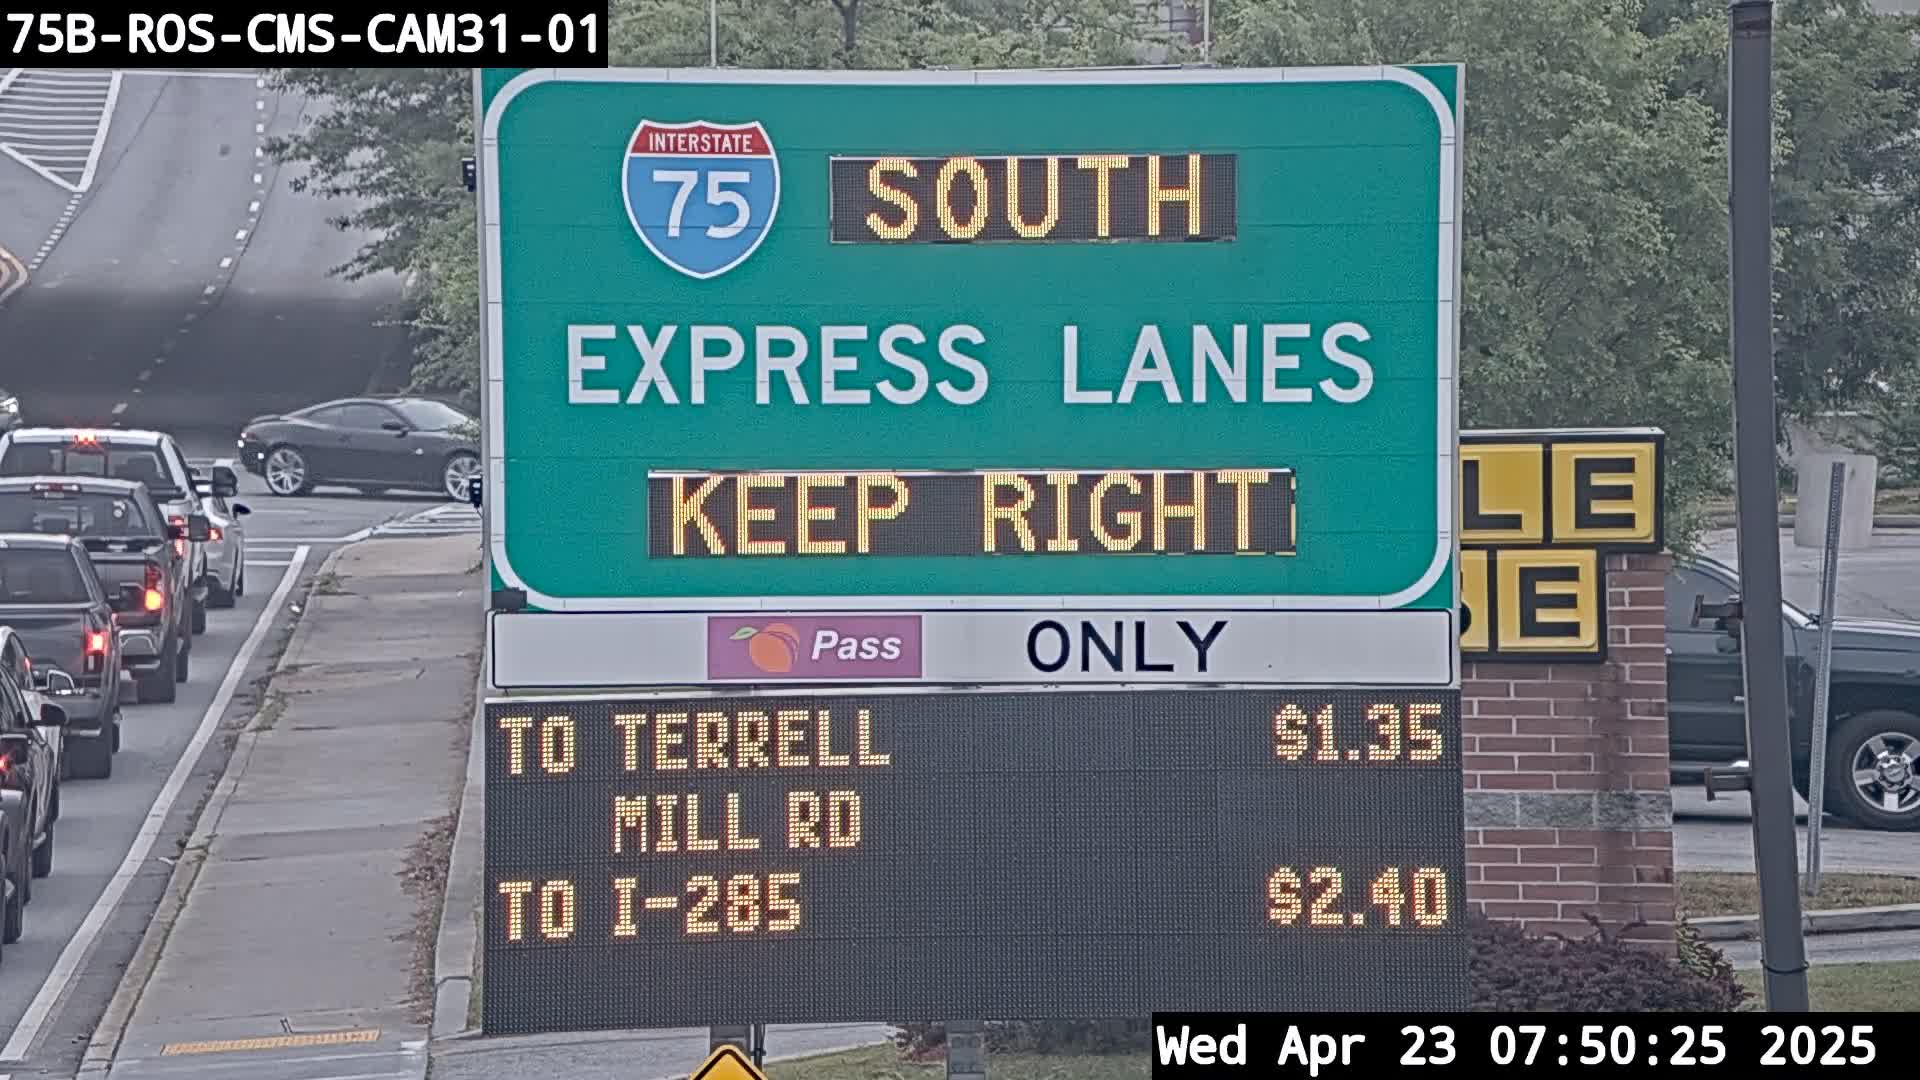 75B-ROS-CMS-CAM31-01
INTERSTATE
75
SOUTH
EXPRESS LANES
KEEP RIGHT
Pass ONLY
TO TERRELL $1.35
MILL RD
TO I-285 $2.40
LE
E
Wed Apr 23 07:50:25 2025